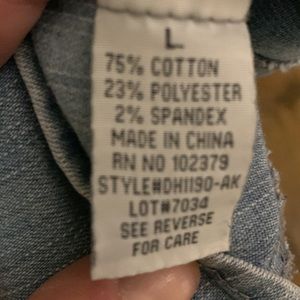 L
75% COTTON
23% POLYESTER
2% SPANDEX
MADE IN CHINA
RN NO 102379
STYLE#DH1190-AK
LOT#7034
SEE REVERSE
FOR CARE